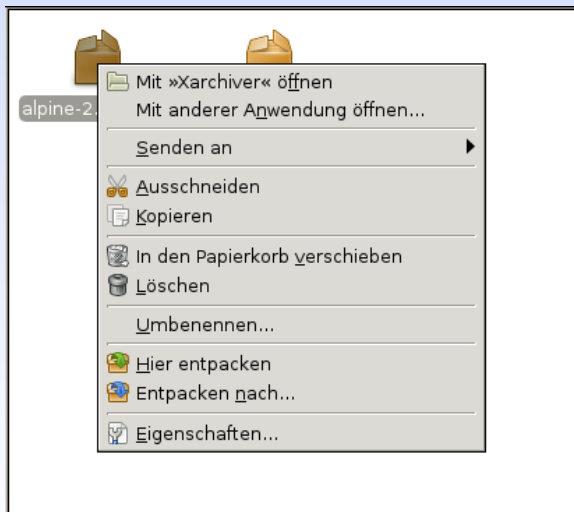 alpine-2.
Mit »Xarchiver« öffnen
Mit anderer Anwendung öffnen...
Senden an
Ausschneiden
Kopieren
In den Papierkorb verschieben
Löschen
Umbenennen...
Hier entpacken
Entpacken nach...
Eigenschaften...